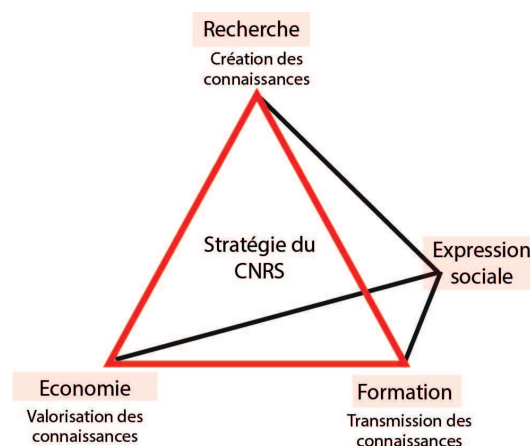 Recherche
Création des
connaissances
Stratégie du
CNRS
Expression
sociale
Economie
Valorisation des
connaissances
Formation
Transmission des
connaissances